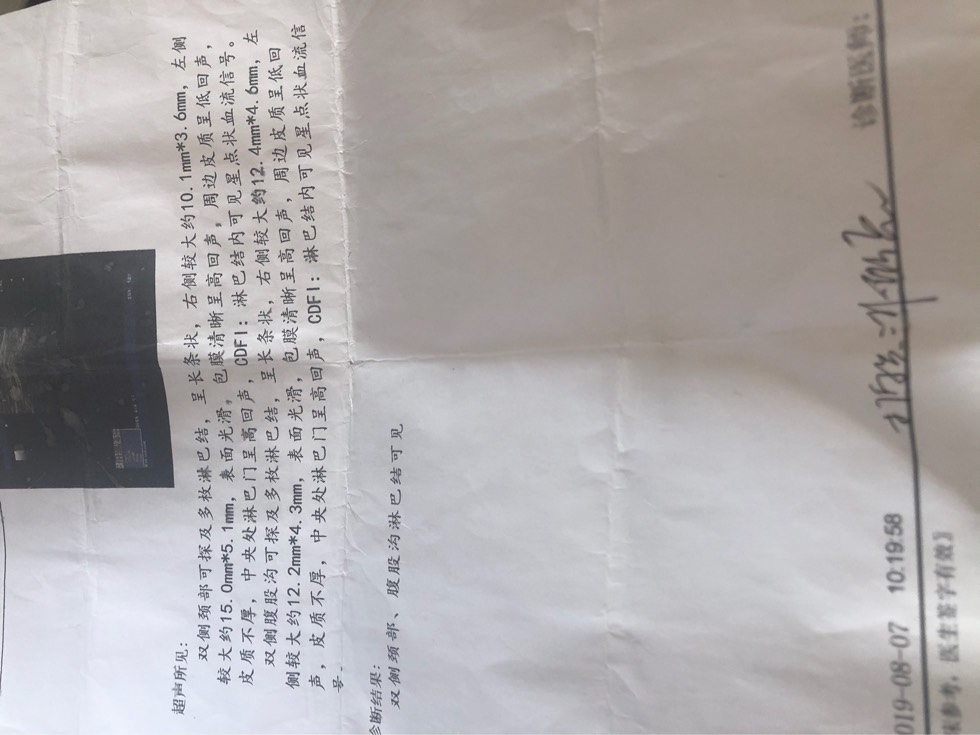 超声所见：
双侧颈部可探及多枚淋巴结，呈长条状，右侧较大约10.1mm*3.6mm，左侧
较大约15.0mm*5.1mm，表面光滑，包膜清晰呈高回声，周边皮质呈低回声，
皮质不厚，中央处淋巴门呈高回声，CDFI：淋巴结内可见星点状血流信号。
双侧腹股沟可探及多枚淋巴结，呈长条状，右侧较大约12.4mm*4.6mm，左
侧较大约12.2mm*4.3mm，表面光滑，包膜清晰呈高回声，周边皮质呈低回
声，皮质不厚，中央处淋巴门呈高回声，CDFI：淋巴结内可见星点状血流信
号。
诊断结果：
双侧颈部、腹股沟淋巴结可见
诊断医师：
019-08-07 10:19:58
床参考，医生签字有效》